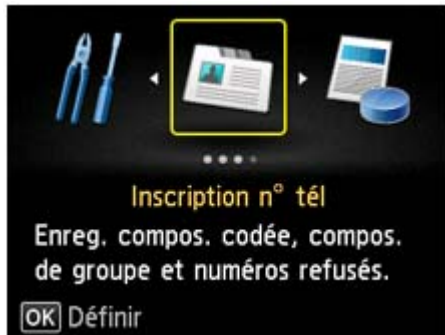 Inscription n° tél
Enreg. compos. codée, compos.
de groupe et numéros refusés.
OK Définir